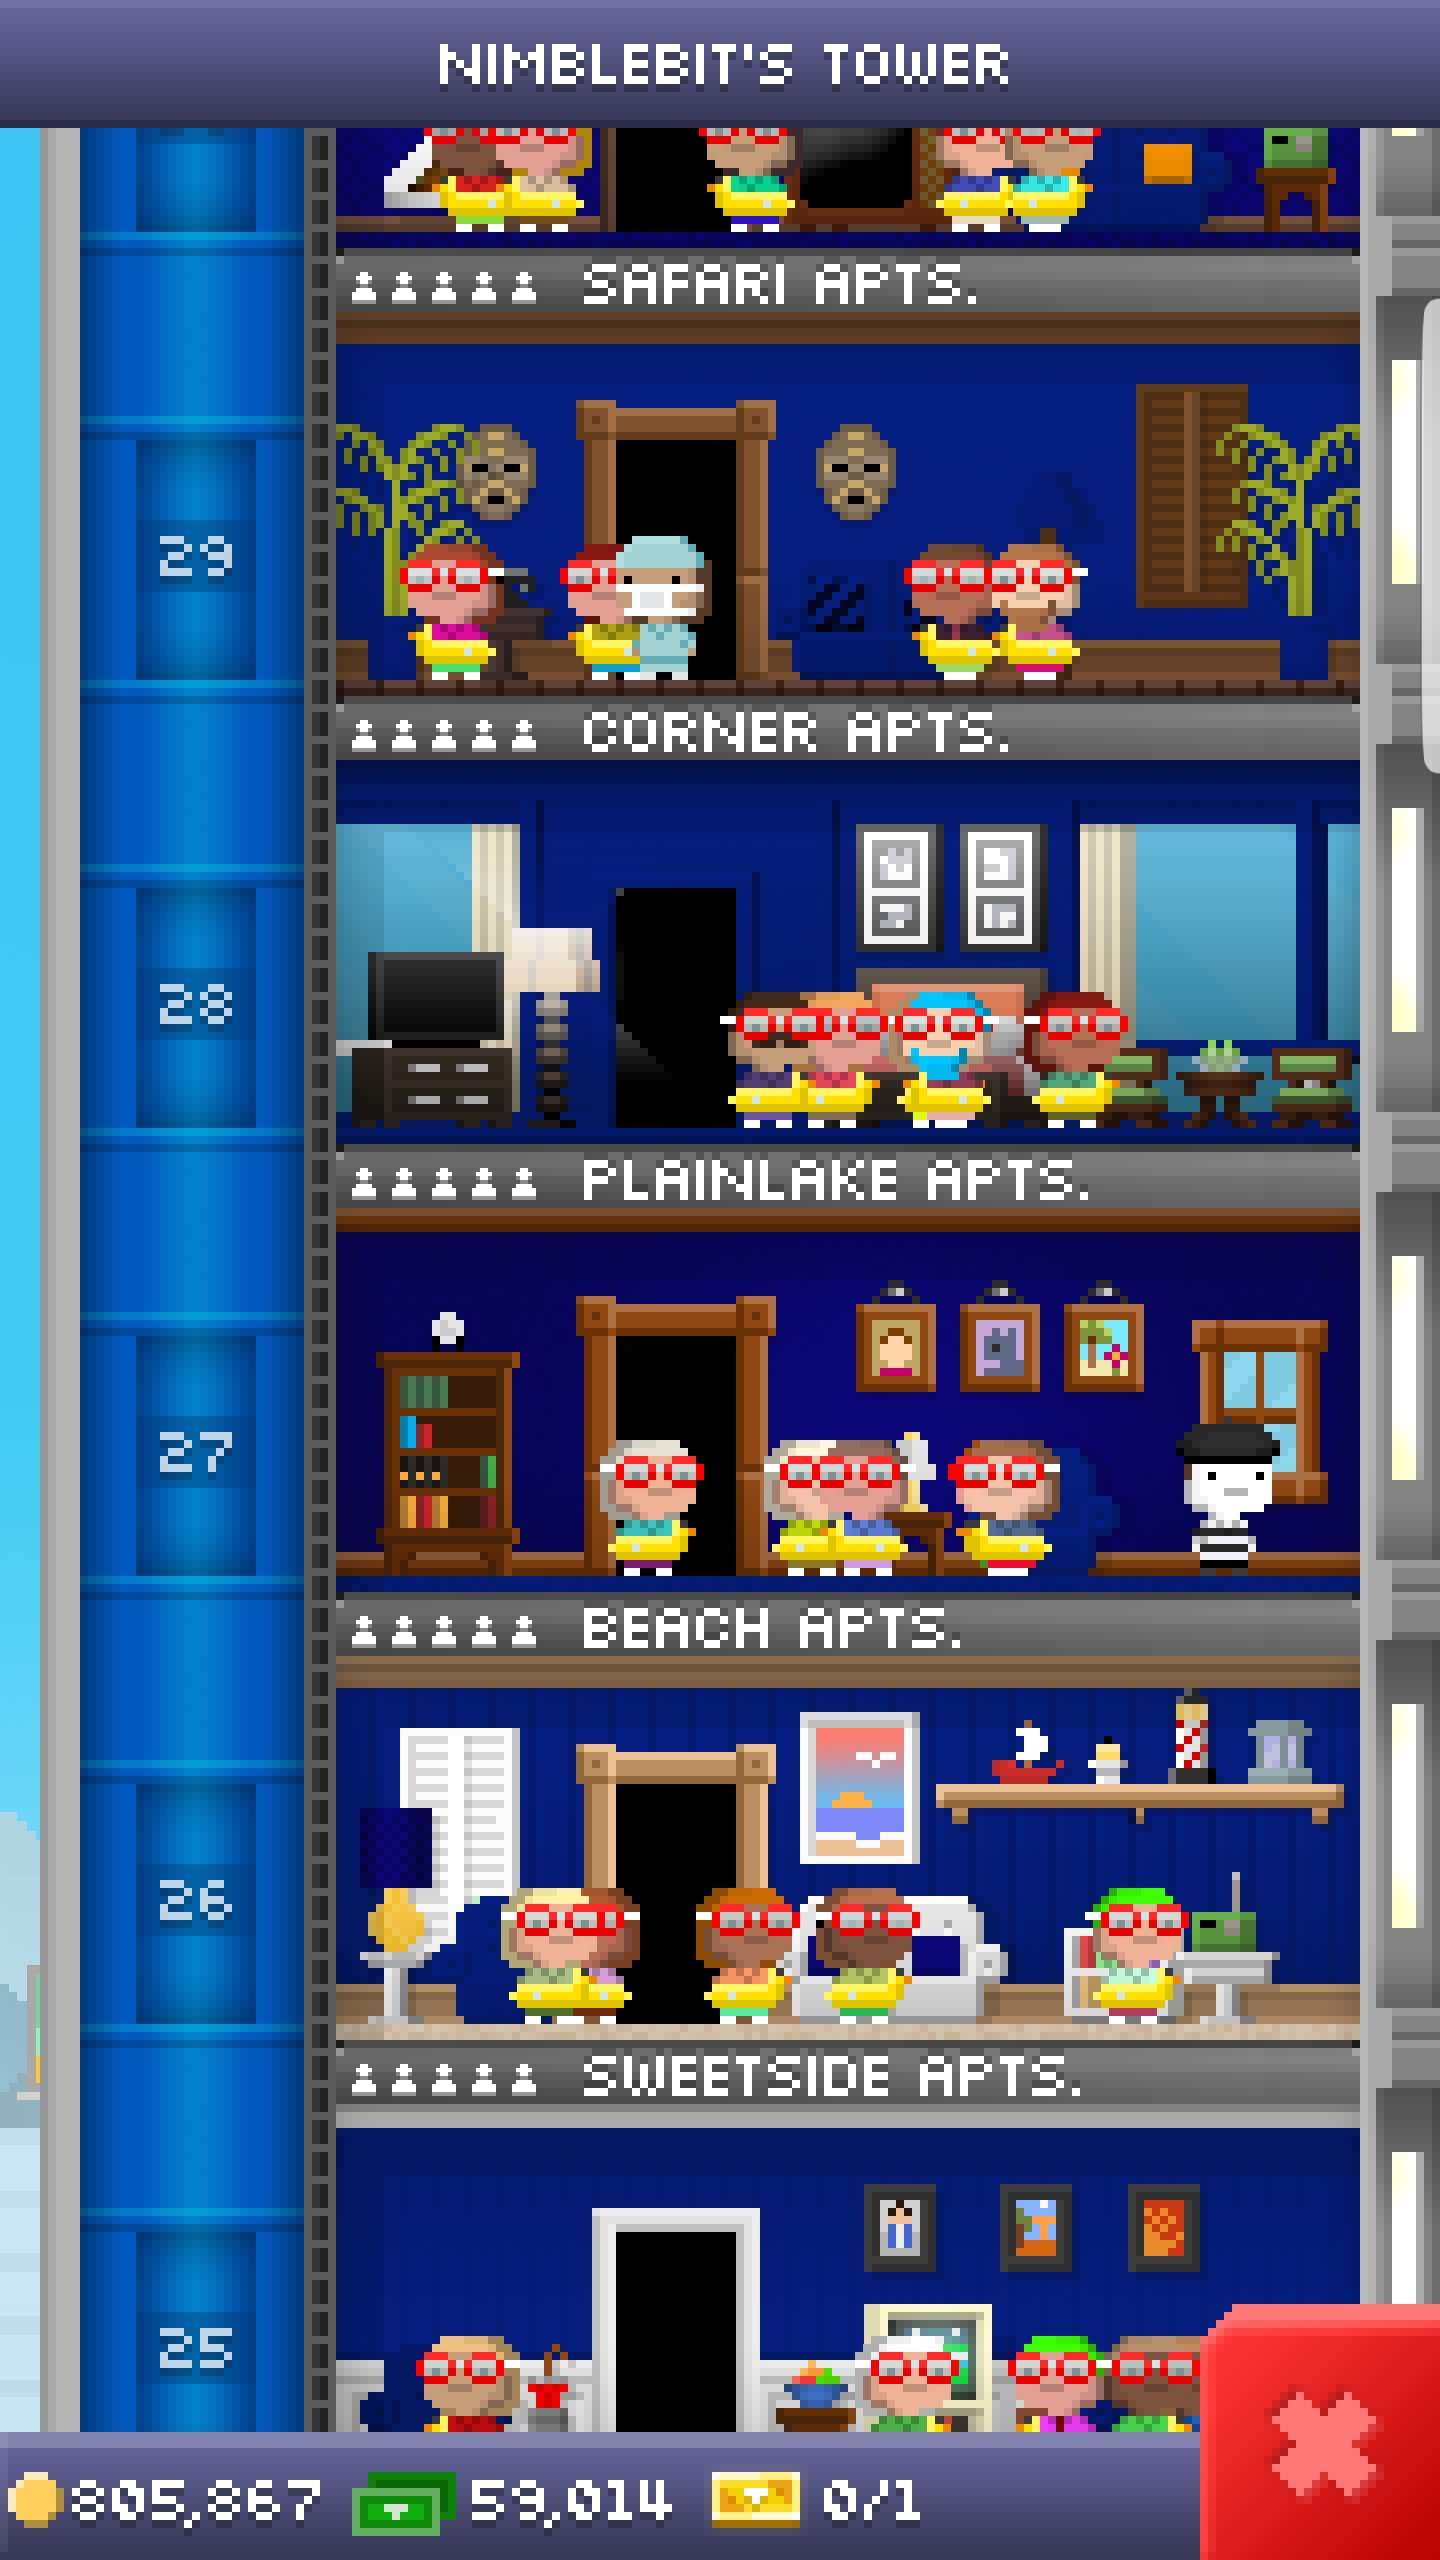 NIMBLEBIT'S TOWER
SAFARI APTS.
29
CORNER APTS.
28
PLAINLAKE APTS.
27
BEACH APTS.
26
SWEETSIDE APTS.
25
805,867 59,014 0/1